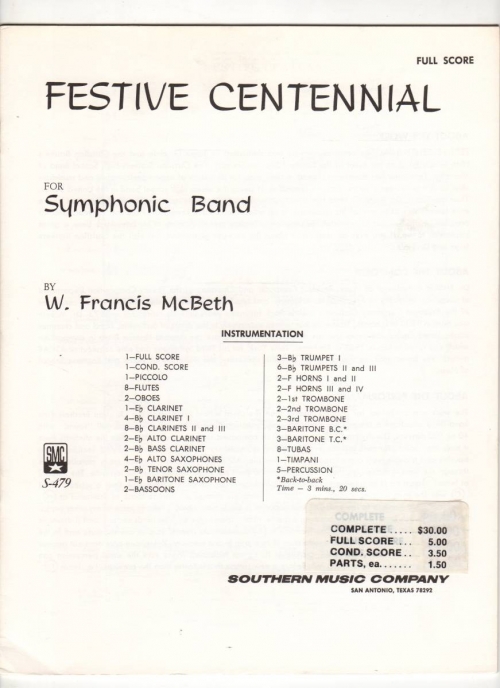 FULL SCORE
FESTIVE CENTENNIAL
FOR
Symphonic Band
BY
W. Francis McBeth
INSTRUMENTATION
1—FULL SCORE
1—COND. SCORE
1—PICCOLO
8—FLUTES
2—OBOES
1—E♭ CLARINET
4—B♭ CLARINET I
8—B♭ CLARINETS II and III
2—E♭ ALTO CLARINET
2—B♭ BASS CLARINET
4—E♭ ALTO SAXOPHONES
2—B♭ TENOR SAXOPHONE
1—E♭ BARITONE SAXOPHONE
2—BASSOONS
3—B♭ TRUMPET I
6—B♭ TRUMPETS II and III
2—F HORNS I and II
2—F HORNS III and IV
2—1st TROMBONE
2—2nd TROMBONE
2—3rd TROMBONE
3—BARITONE B.C.*
3—BARITONE T.C.*
8—TUBAS
1—TIMPANI
5—PERCUSSION
*Back-to-back
Time — 3 mins., 20 secs.
SMC
S-479
COMPLETE
COMPLETE ..... $30.00
FULL SCORE ... 5.00
COND. SCORE .. 3.50
PARTS, ea. ...... 1.50
SOUTHERN MUSIC COMPANY
SAN ANTONIO, TEXAS 78292